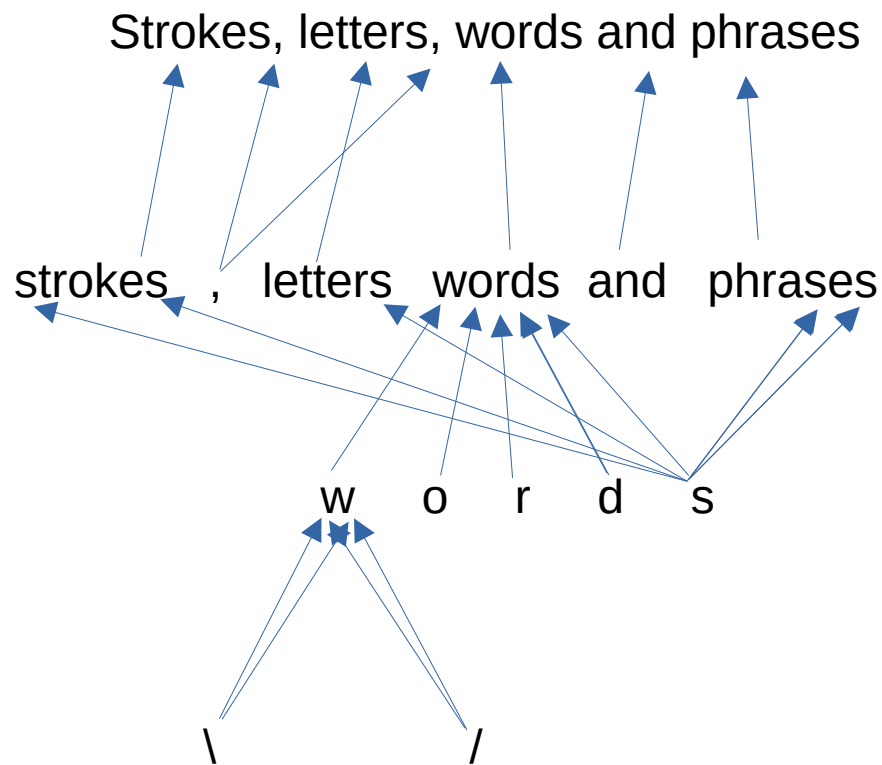 Strokes, letters, words and phrases
strokes , letters words and phrases
w o r d s
\ /